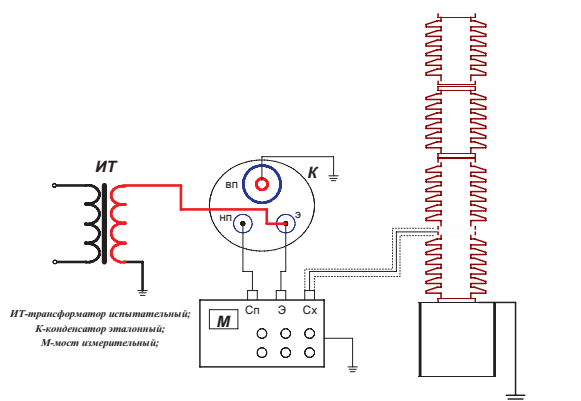 ИТ
К
вп
нп
э
Сп Э Сх
М
ИТ-трансформатор испытательный;
К-конденсатор эталонный;
М-мост измерительный;